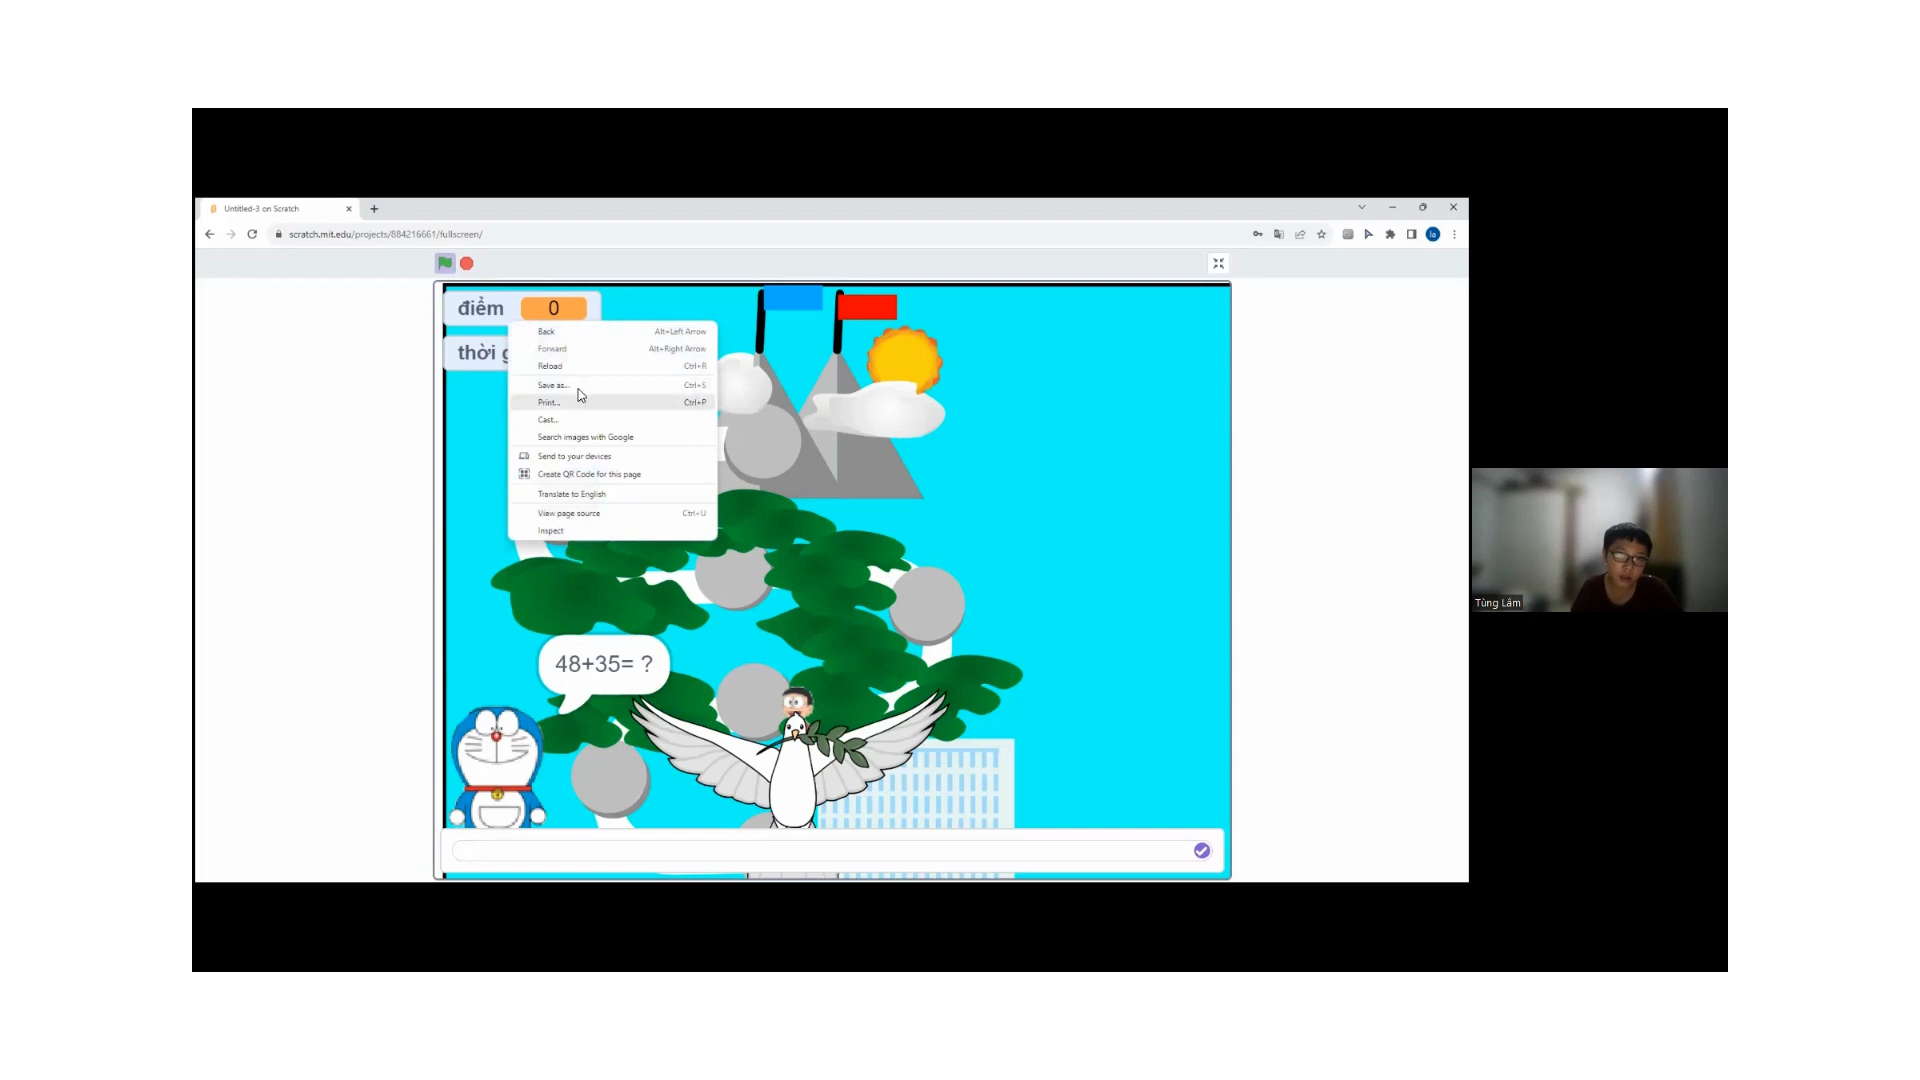 Untitled-3 on Scratch
scratch.mit.edu/projects/884216661/fullscreen/
la
điểm 0
thời g
Back Alt+Left Arrow
Forward Alt+Right Arrow
Reload Ctrl+R
Save as... Ctrl+S
Print... Ctrl+P
Cast...
Search images with Google
Send to your devices
Create QR Code for this page
Translate to English
View page source Ctrl+U
Inspect
48+35= ?
Tùng Lâm